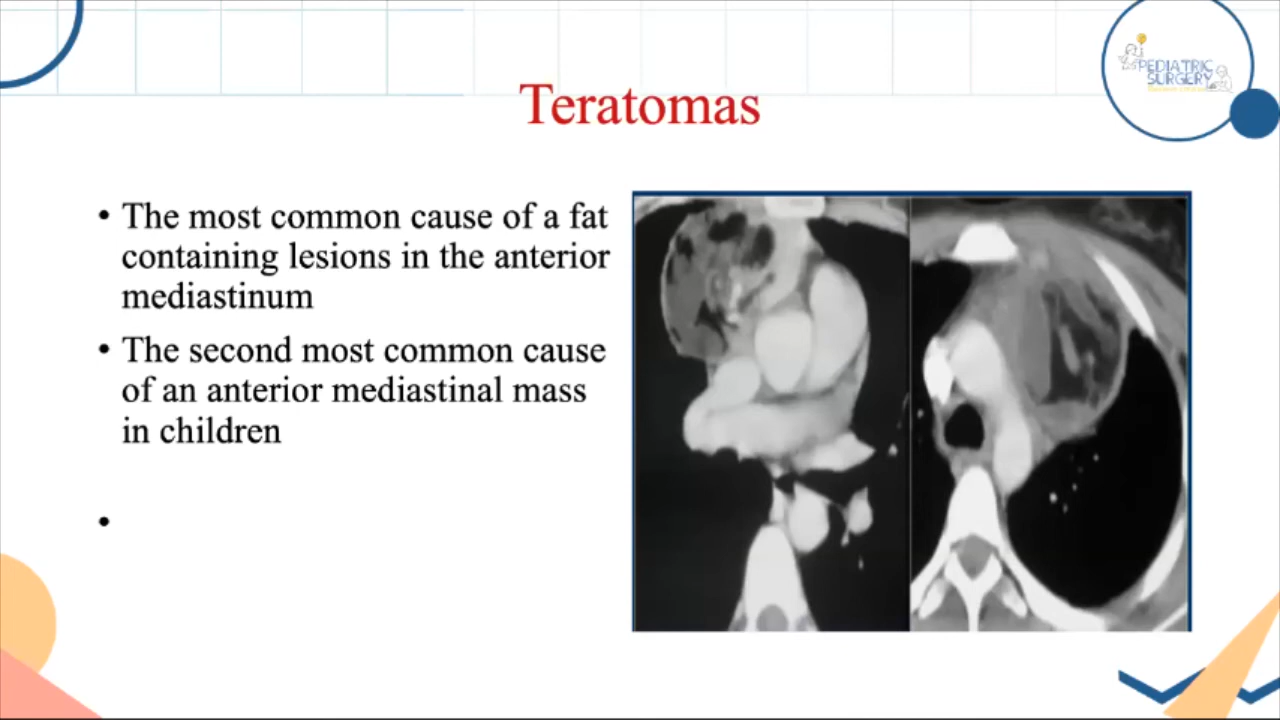 PEDIATRIC
SURGERY
Teratomas
• The most common cause of a fat
containing lesions in the anterior
mediastinum
• The second most common cause
of an anterior mediastinal mass
in children
•